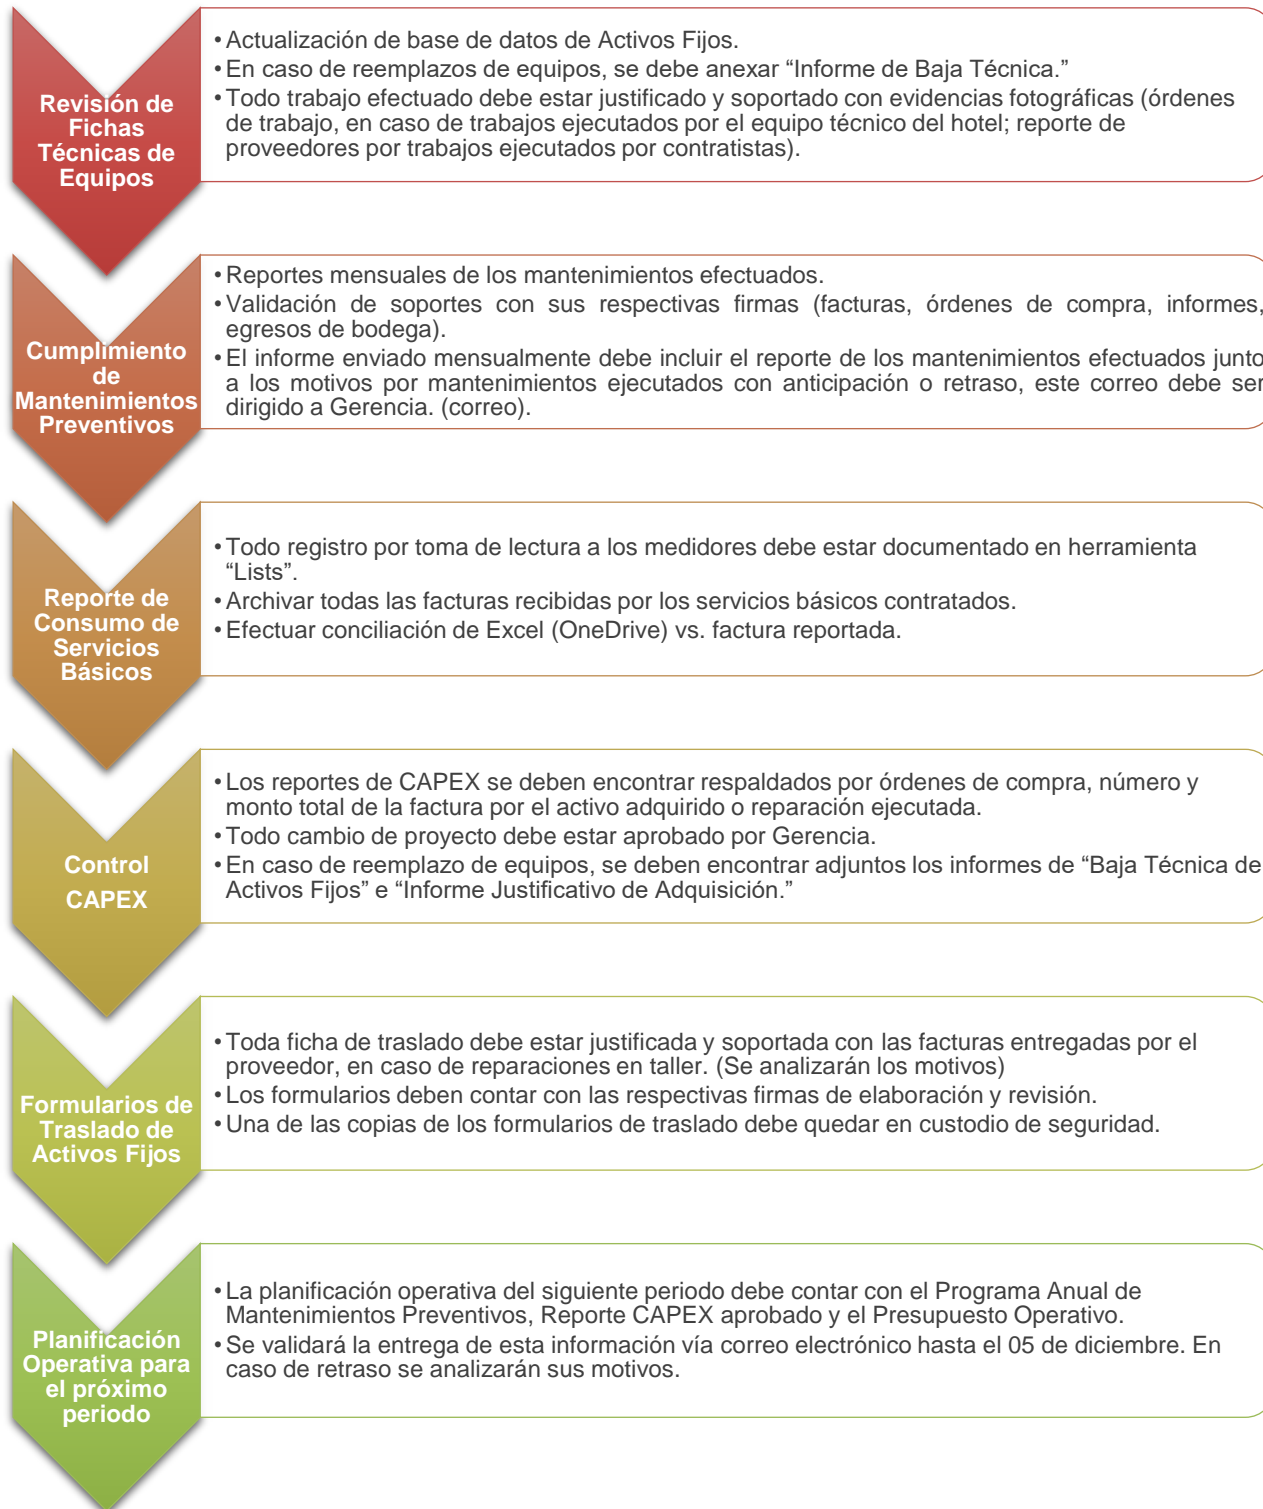 Revisión de
Fichas
Técnicas de
Equipos
• Actualización de base de datos de Activos Fijos.
• En caso de reemplazos de equipos, se debe anexar “Informe de Baja Técnica.”
• Todo trabajo efectuado debe estar justificado y soportado con evidencias fotográficas (órdenes
de trabajo, en caso de trabajos ejecutados por el equipo técnico del hotel; reporte de
proveedores por trabajos ejecutados por contratistas).
Cumplimiento
de
Mantenimientos
Preventivos
• Reportes mensuales de los mantenimientos efectuados.
• Validación de soportes con sus respectivas firmas (facturas, órdenes de compra, informes,
egresos de bodega).
• El informe enviado mensualmente debe incluir el reporte de los mantenimientos efectuados junto
a los motivos por mantenimientos ejecutados con anticipación o retraso, este correo debe ser
dirigido a Gerencia. (correo).
Reporte de
Consumo de
Servicios
Básicos
• Todo registro por toma de lectura a los medidores debe estar documentado en herramienta
“Lists”.
• Archivar todas las facturas recibidas por los servicios básicos contratados.
• Efectuar conciliación de Excel (OneDrive) vs. factura reportada.
Control
CAPEX
• Los reportes de CAPEX se deben encontrar respaldados por órdenes de compra, número y
monto total de la factura por el activo adquirido o reparación ejecutada.
• Todo cambio de proyecto debe estar aprobado por Gerencia.
• En caso de reemplazo de equipos, se deben encontrar adjuntos los informes de “Baja Técnica de
Activos Fijos” e “Informe Justificativo de Adquisición.”
Formularios de
Traslado de
Activos Fijos
• Toda ficha de traslado debe estar justificada y soportada con las facturas entregadas por el
proveedor, en caso de reparaciones en taller. (Se analizarán los motivos)
• Los formularios deben contar con las respectivas firmas de elaboración y revisión.
• Una de las copias de los formularios de traslado debe quedar en custodio de seguridad.
Planificación
Operativa para
el próximo
periodo
• La planificación operativa del siguiente periodo debe contar con el Programa Anual de
Mantenimientos Preventivos, Reporte CAPEX aprobado y el Presupuesto Operativo.
• Se validará la entrega de esta información vía correo electrónico hasta el 05 de diciembre. En
caso de retraso se analizarán sus motivos.